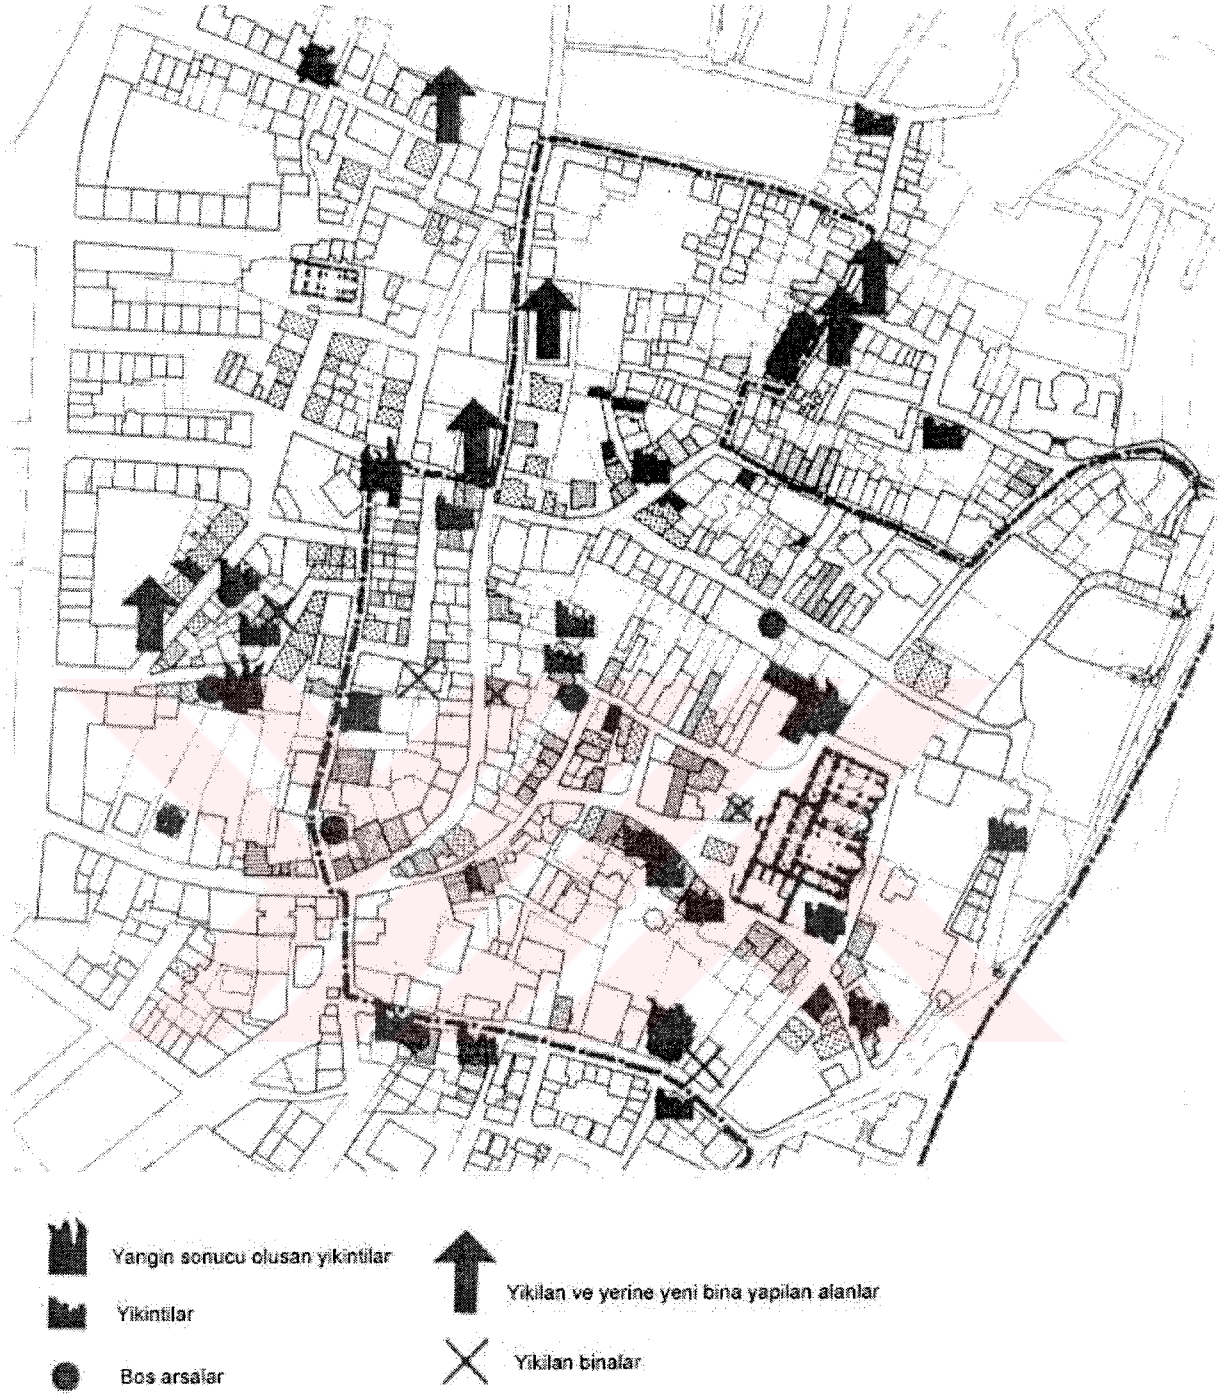 Yangin sonucu olusan yikintilar
Yikintilar
Bos arsalar
Yikilan ve yerine yeni bina yapilan alanlar
Yikilan binalar